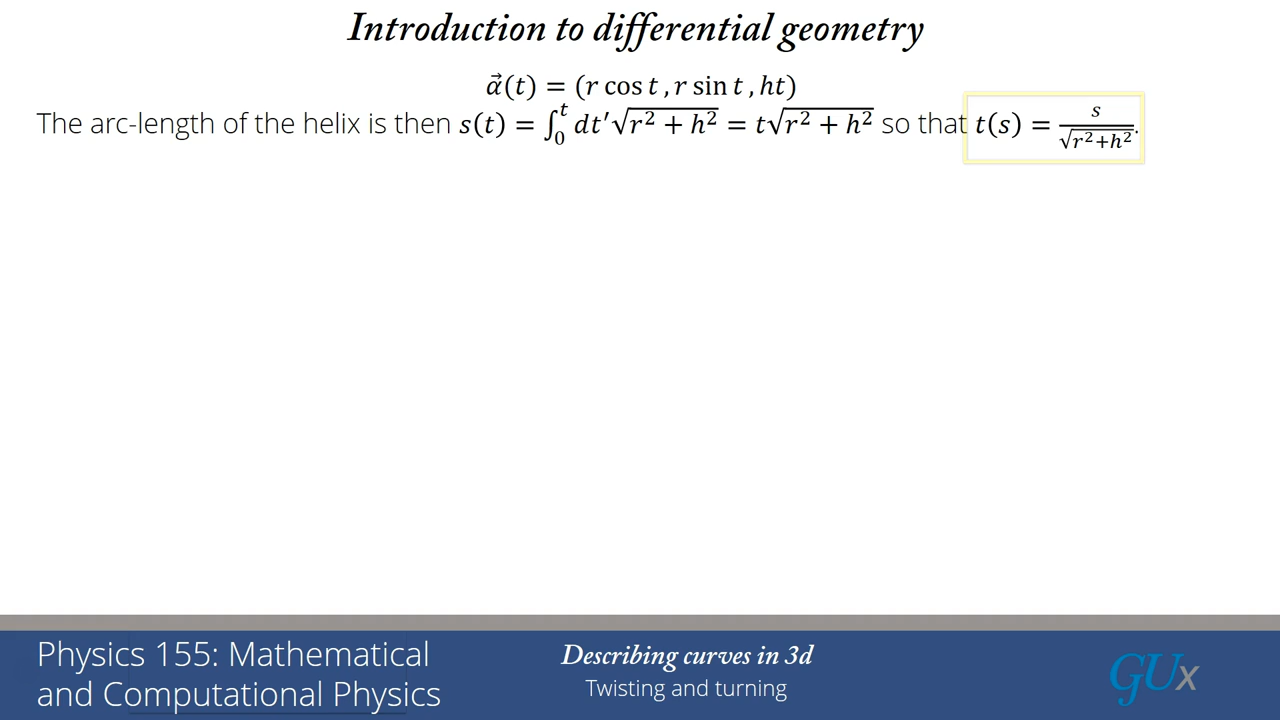 Introduction to differential geometry
α⃗(t) = (r cos t , r sin t , ht)
The arc-length of the helix is then s(t) = ∫₀ᵗ dt′√(r² + h²) = t√(r² + h²) so that t(s) = s/√(r²+h²).
Physics 155: Mathematical
and Computational Physics
Describing curves in 3d
Twisting and turning
GUx